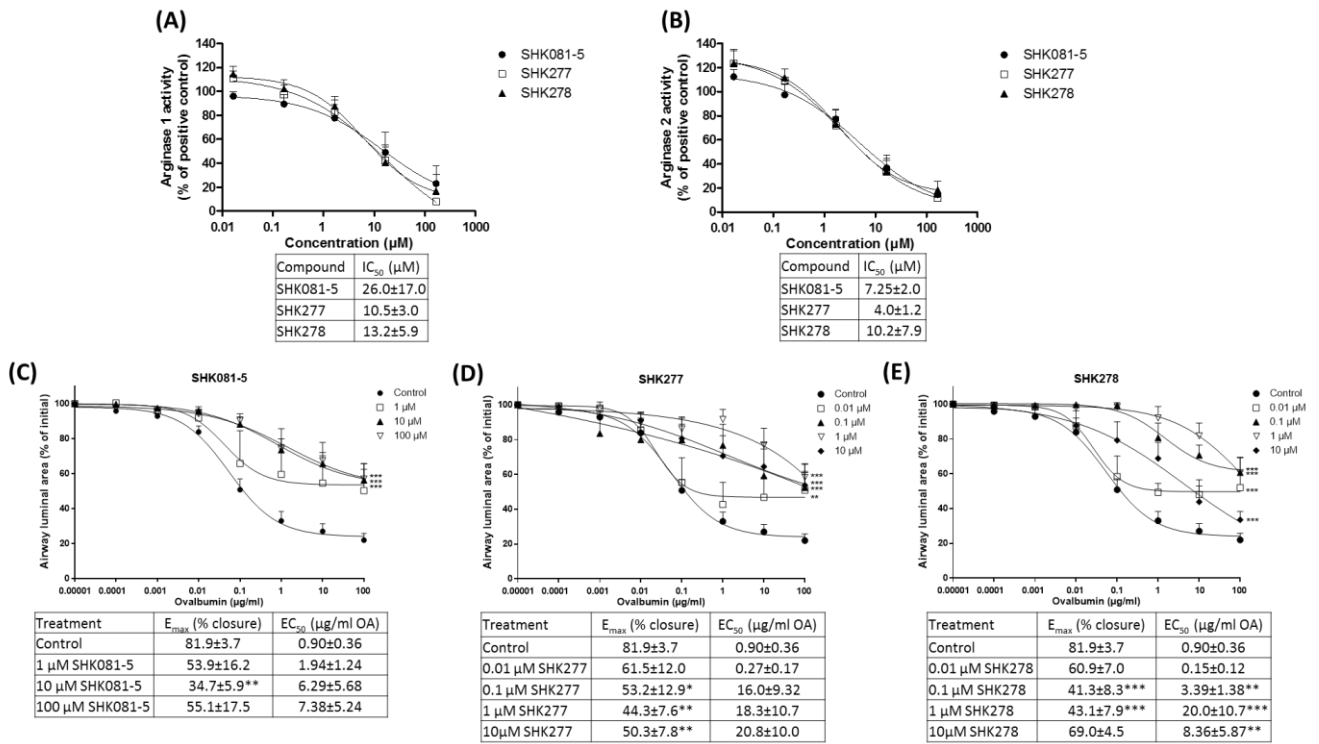 (A)
140
120
100
80
60
40
20
0
Arginase 1 activity
(% of positive control)
0.01 0.1 1 10 100 1000
Concentration (µM)
SHK081-5
SHK277
SHK278
Compound IC50 (µM)
SHK081-5 26.0±17.0
SHK277 10.5±3.0
SHK278 13.2±5.9
(B)
140
120
100
80
60
40
20
0
Arginase 2 activity
(% of positive control)
0.01 0.1 1 10 100 1000
Concentration (µM)
SHK081-5
SHK277
SHK278
Compound IC50 (µM)
SHK081-5 7.25±2.0
SHK277 4.0±1.2
SHK278 10.2±7.9
(C)
SHK081-5
100
80
60
40
20
0
Airway luminal area (% of initial)
0.00001 0.0001 0.001 0.01 0.1 1 10 100
Ovalbumin (µg/ml)
Control
1 µM
10 µM
100 µM
***
***
***
Treatment Emax (% closure) EC50 (µg/ml OA)
Control 81.9±3.7 0.90±0.36
1 µM SHK081-5 53.9±16.2 1.94±1.24
10 µM SHK081-5 34.7±5.9** 6.29±5.68
100 µM SHK081-5 55.1±17.5 7.38±5.24
(D)
SHK277
100
80
60
40
20
0
Airway luminal area (% of initial)
0.00001 0.0001 0.001 0.01 0.1 1 10 100
Ovalbumin (µg/ml)
Control
0.01 µM
0.1 µM
1 µM
10 µM
***
***
***
**
Treatment Emax (% closure) EC50 (µg/ml OA)
Control 81.9±3.7 0.90±0.36
0.01 µM SHK277 61.5±12.0 0.27±0.17
0.1 µM SHK277 53.2±12.9* 16.0±9.32
1 µM SHK277 44.3±7.6** 18.3±10.7
10µM SHK277 50.3±7.8** 20.8±10.0
(E)
SHK278
100
80
60
40
20
0
Airway luminal area (% of initial)
0.00001 0.0001 0.001 0.01 0.1 1 10 100
Ovalbumin (µg/ml)
Control
0.01 µM
0.1 µM
1 µM
10 µM
***
***
***
***
Treatment Emax (% closure) EC50 (µg/ml OA)
Control 81.9±3.7 0.90±0.36
0.01 µM SHK278 60.9±7.0 0.15±0.12
0.1 µM SHK278 41.3±8.3*** 3.39±1.38**
1 µM SHK278 43.1±7.9*** 20.0±10.7***
10µM SHK278 69.0±4.5 8.36±5.87**